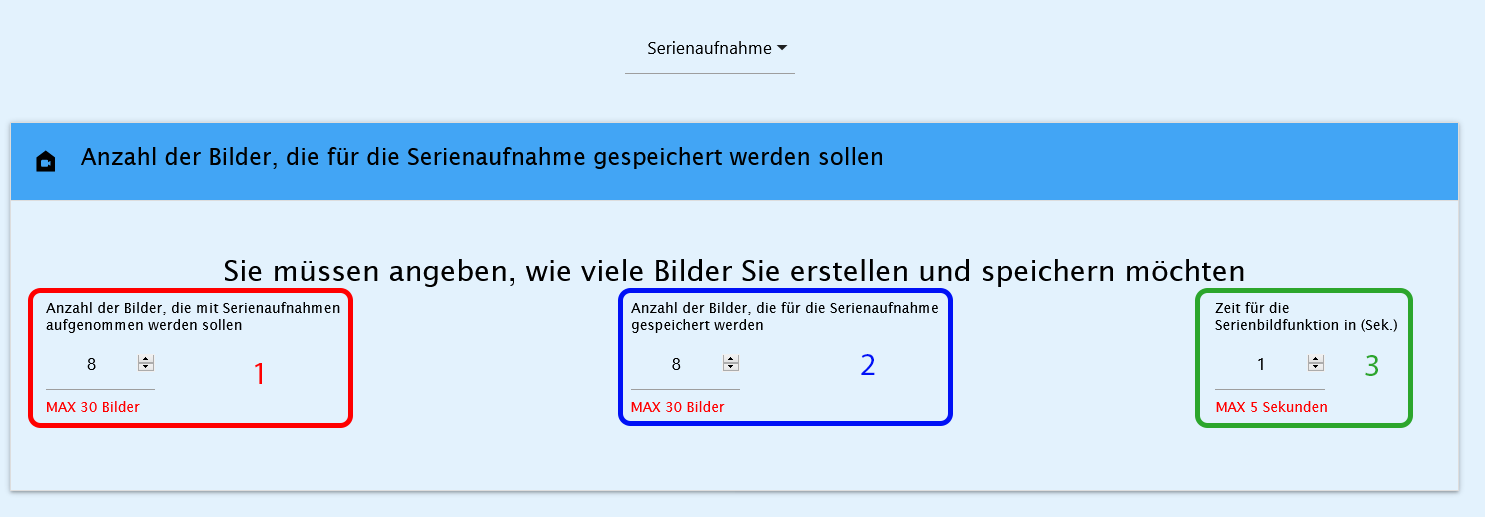 Serienaufnahme
Anzahl der Bilder, die für die Serienaufnahme gespeichert werden sollen
Sie müssen angeben, wie viele Bilder Sie erstellen und speichern möchten
Anzahl der Bilder, die mit Serienaufnahmen
aufgenommen werden sollen
8
1
MAX 30 Bilder
Anzahl der Bilder, die für die Serienaufnahme
gespeichert werden
8
2
MAX 30 Bilder
Zeit für die
Serienbildfunktion in (Sek.)
1
3
MAX 5 Sekunden